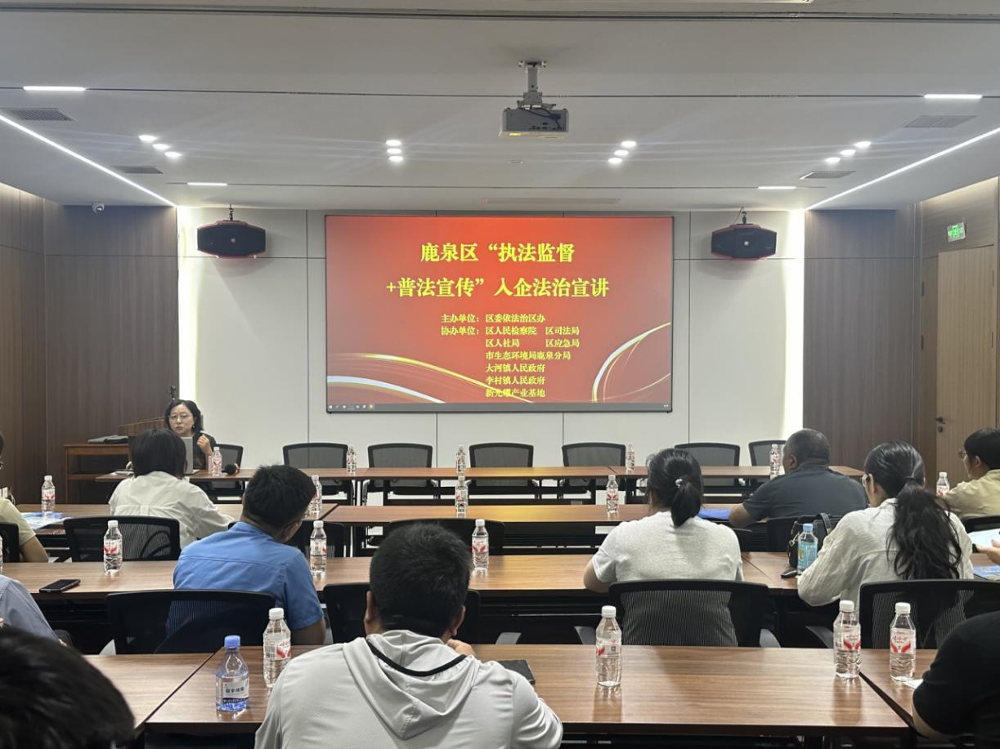 鹿泉区“执法监督
+普法宣传”入企法治宣讲
主办单位：区委依法治区办
协办单位：区人民检察院 区司法局
区人社局 区应急局
市生态环境局鹿泉分局
大河镇人民政府
李村镇人民政府
新光耀产业基地